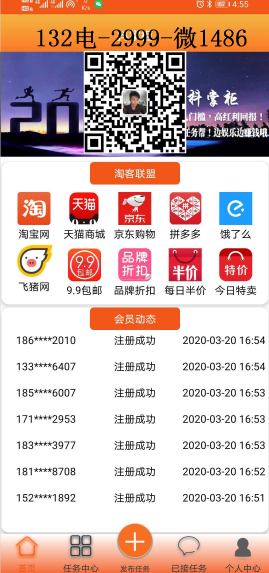 4:55
132电-2999-微1486
20
科掌柜
门槛，高红利回报！
任务帮！边娱乐边赚钱哦
淘客联盟
淘 天猫 京东 拼多多
淘宝网 天猫商城 京东购物 拼多多 饿了么
9.9包邮 品牌折扣 半价 特价
飞猪网 9.9包邮 品牌折扣 每日半价 今日特卖
会员动态
186****2010 注册成功 2020-03-20 16:54
133****6407 注册成功 2020-03-20 16:54
185****6007 注册成功 2020-03-20 16:53
171****2953 注册成功 2020-03-20 16:53
183****3977 注册成功 2020-03-20 16:53
181****8708 注册成功 2020-03-20 16:52
152****1892 注册成功 2020-03-20 16:51
首页 任务中心 发布任务 已接任务 个人中心